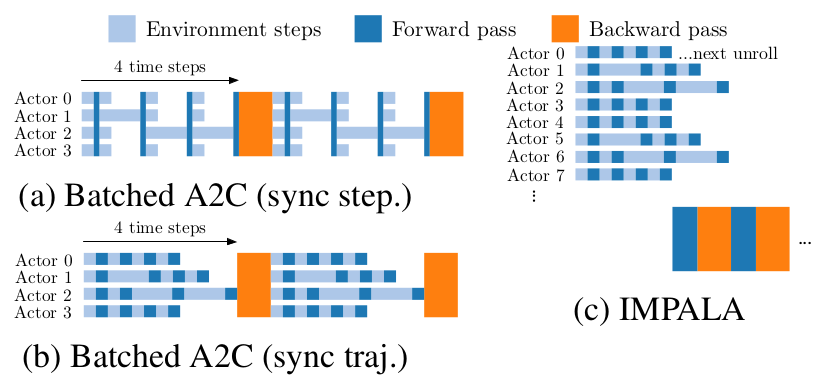 Environment steps Forward pass Backward pass
4 time steps
Actor 0
Actor 1
Actor 2
Actor 3
(a) Batched A2C (sync step.)
4 time steps
Actor 0
Actor 1
Actor 2
Actor 3
(b) Batched A2C (sync traj.)
Actor 0 ...next unroll
Actor 1
Actor 2
Actor 3
Actor 4
Actor 5
Actor 6
Actor 7
⋮
...
(c) IMPALA